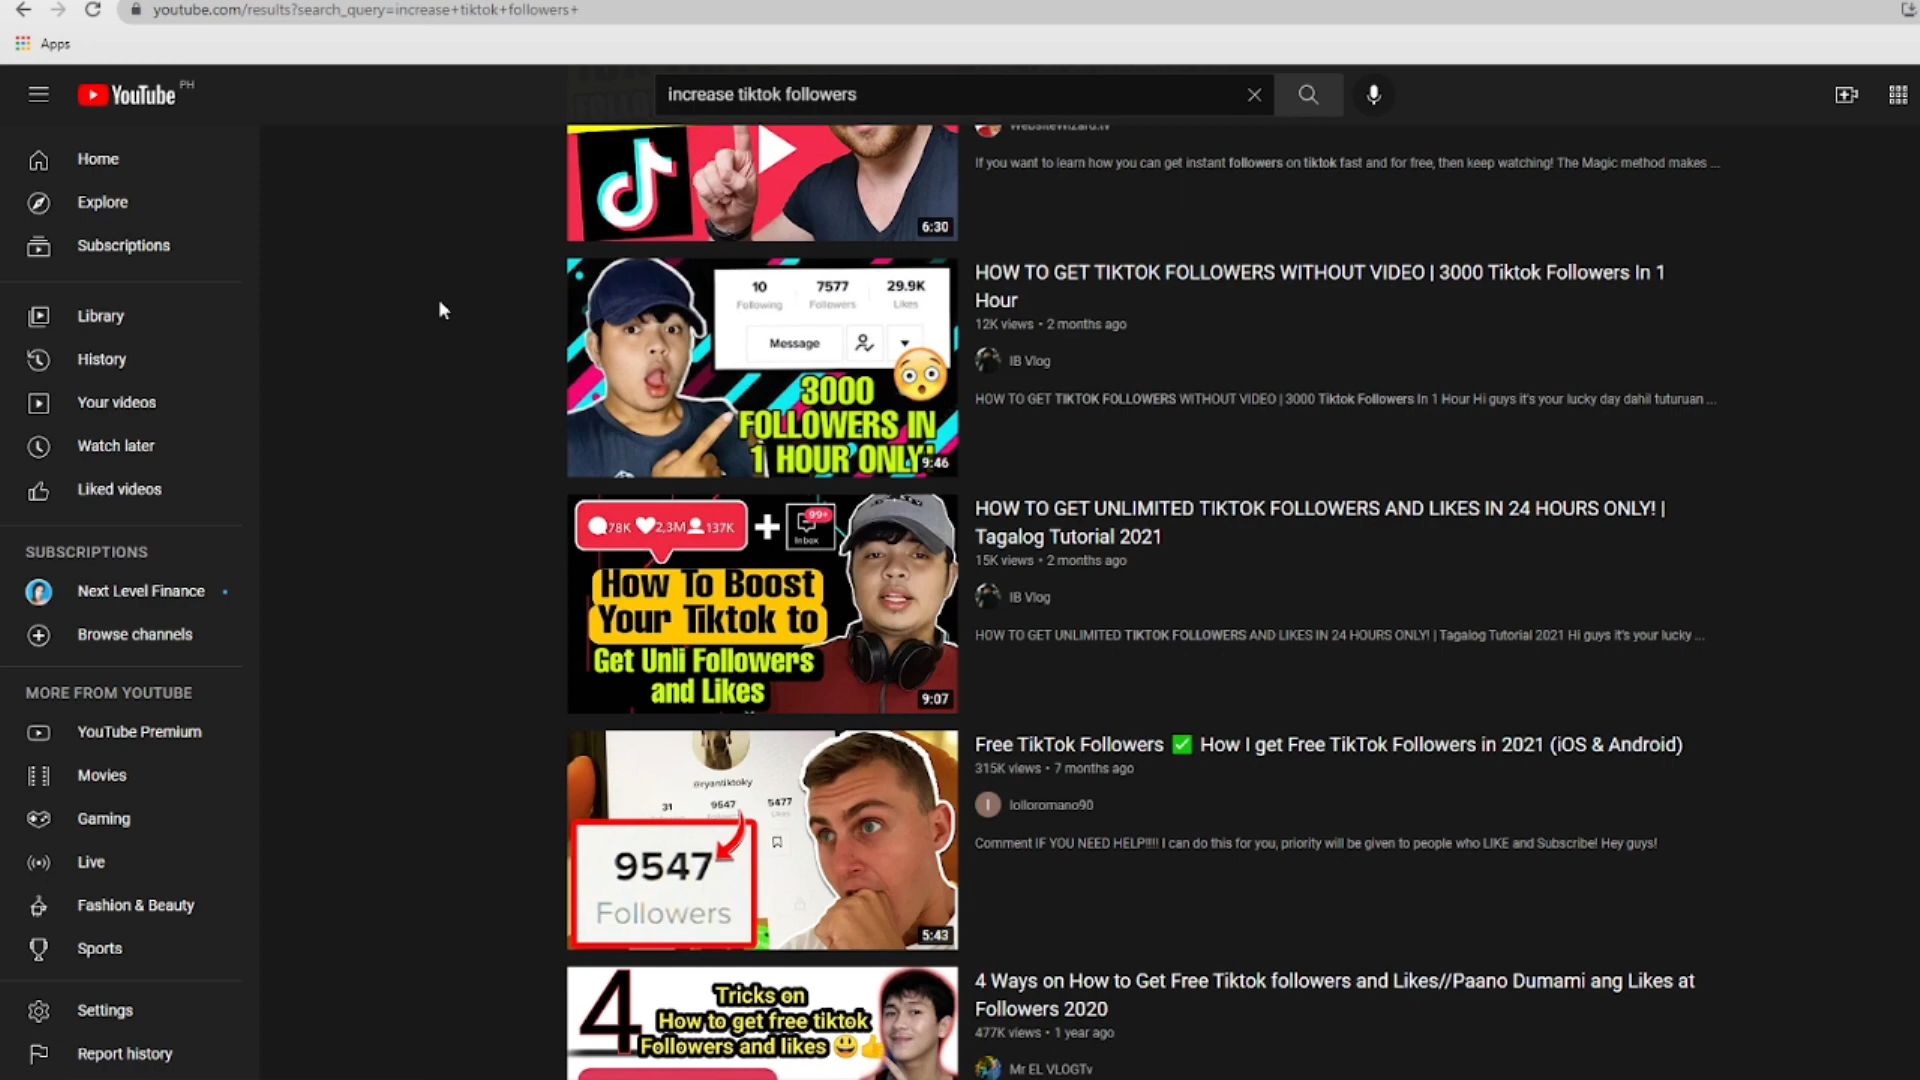 youtube.com/results?search_query=increase+tiktok+followers+
Apps
YouTube PH
increase tiktok followers
Home
Explore
Subscriptions
Library
History
Your videos
Watch later
Liked videos
SUBSCRIPTIONS
Next Level Finance
Browse channels
MORE FROM YOUTUBE
YouTube Premium
Movies
Gaming
Live
Fashion & Beauty
Sports
Settings
Report history
6:30
If you want to learn how you can get instant followers on tiktok fast and for free, then keep watching! The Magic method makes ...
10 7577 29.9K
Following Followers Likes
Message
3000
FOLLOWERS IN
1 HOUR ONLY!
9:46
HOW TO GET TIKTOK FOLLOWERS WITHOUT VIDEO | 3000 Tiktok Followers In 1
Hour
12K views • 2 months ago
IB Vlog
HOW TO GET TIKTOK FOLLOWERS WITHOUT VIDEO | 3000 Tiktok Followers In 1 Hour Hi guys it's your lucky day dahil tuturuan ...
78K 2,3M 137K
99+
Inbox
How To Boost
Your Tiktok to
Get Unli Followers
and Likes
9:07
HOW TO GET UNLIMITED TIKTOK FOLLOWERS AND LIKES IN 24 HOURS ONLY! |
Tagalog Tutorial 2021
15K views • 2 months ago
IB Vlog
HOW TO GET UNLIMITED TIKTOK FOLLOWERS AND LIKES IN 24 HOURS ONLY! | Tagalog Tutorial 2021 Hi guys it's your lucky ...
@ryantiktoky
31 9547 5477
Likes
9547
Followers
5:43
Free TikTok Followers ✅ How I get Free TikTok Followers in 2021 (iOS & Android)
315K views • 7 months ago
lolloromano90
Comment IF YOU NEED HELP!!!! I can do this for you, priority will be given to people who LIKE and Subscribe! Hey guys!
4 Tricks on
How to get free tiktok
Followers and likes 😃👍
4 Ways on How to Get Free Tiktok followers and Likes//Paano Dumami ang Likes at
Followers 2020
477K views • 1 year ago
Mr EL VLOGTv